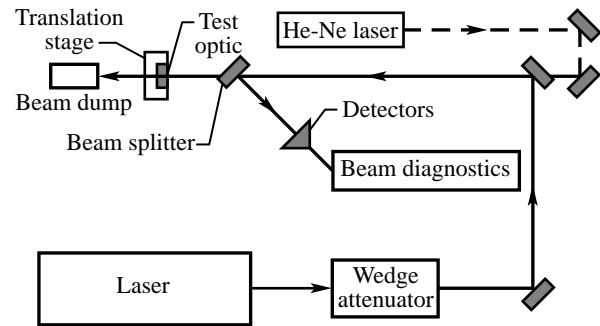 Translation
stage
Test
optic
He-Ne laser
Beam dump
Beam splitter
Detectors
Beam diagnostics
Laser
Wedge
attenuator